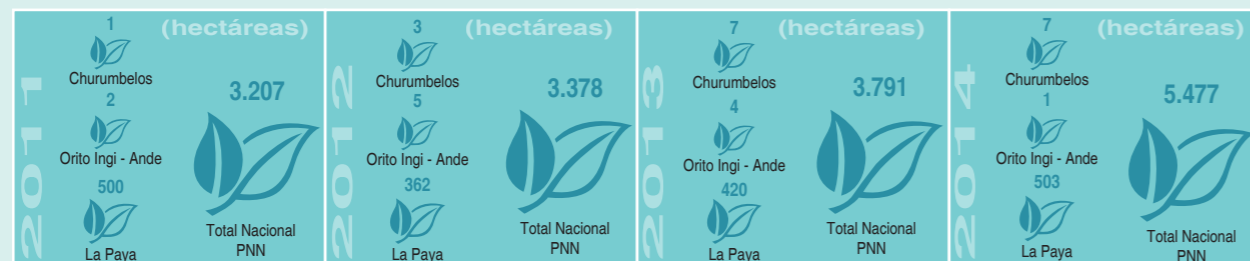 2011
(hectáreas)
1
Churumbelos
2
Orito Ingi - Ande
500
La Paya
3.207
Total Nacional
PNN
2012
(hectáreas)
3
Churumbelos
5
Orito Ingi - Ande
362
La Paya
3.378
Total Nacional
PNN
2013
(hectáreas)
7
Churumbelos
4
Orito Ingi - Ande
420
La Paya
3.791
Total Nacional
PNN
2014
(hectáreas)
7
Churumbelos
1
Orito Ingi - Ande
503
La Paya
5.477
Total Nacional
PNN